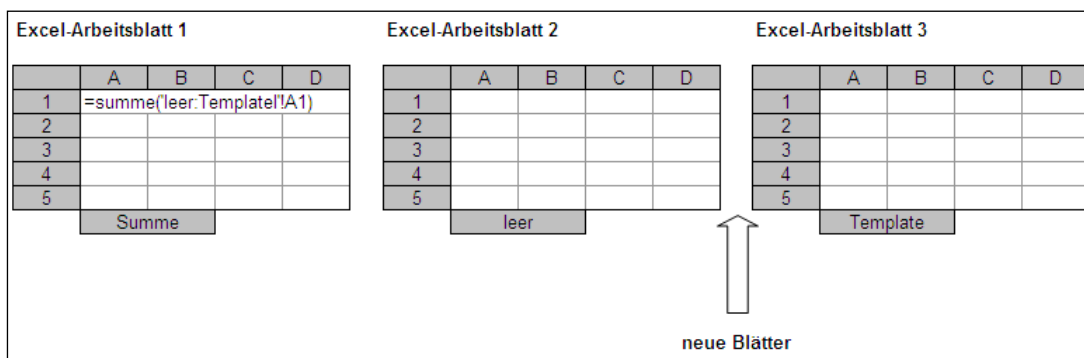 Excel-Arbeitsblatt 1
A B C D
1 =summe('leer:Templatel'!A1)
2
3
4
5
Summe
Excel-Arbeitsblatt 2
A B C D
1
2
3
4
5
leer
Excel-Arbeitsblatt 3
A B C D
1
2
3
4
5
Template
neue Blätter